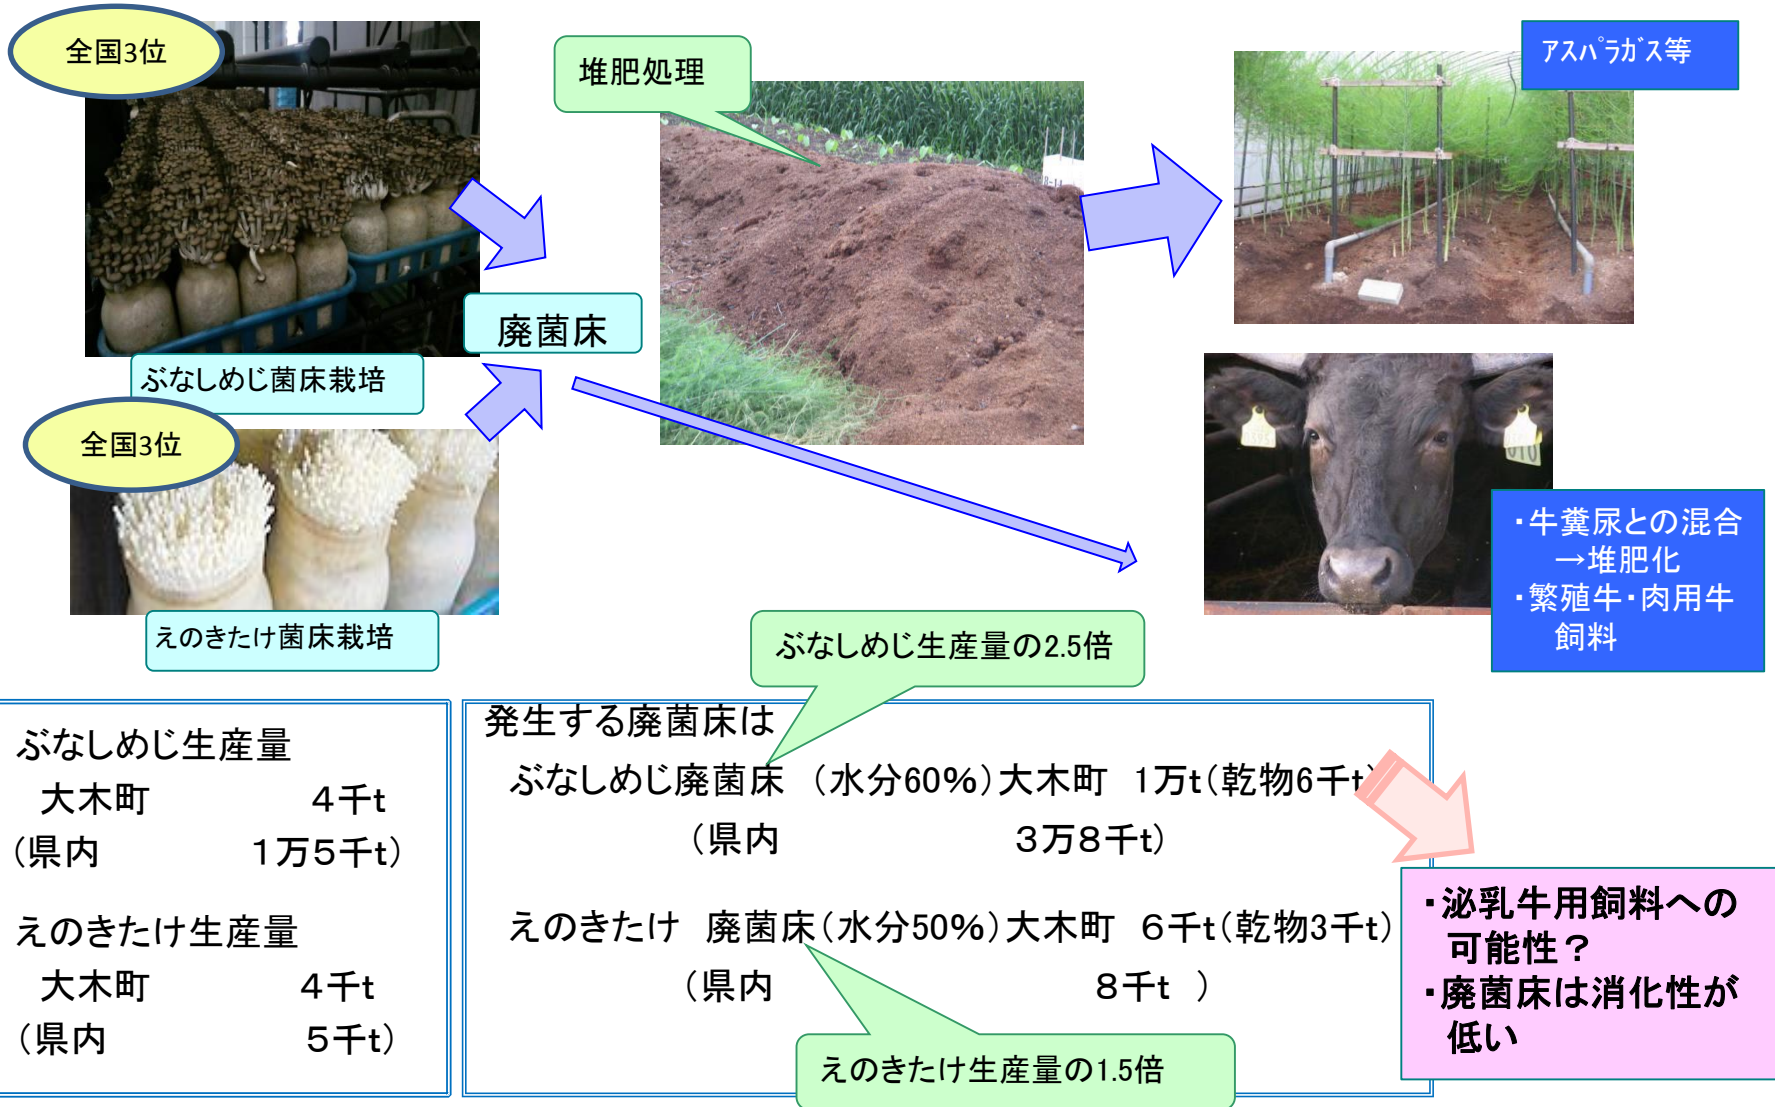 全国3位
ぶなしめじ菌床栽培
全国3位
えのきたけ菌床栽培
廃菌床
堆肥処理
ｱｽﾊﾟﾗｶﾞｽ等
・牛糞尿との混合
→堆肥化
・繁殖牛・肉用牛
飼料
ぶなしめじ生産量の2.5倍
ぶなしめじ生産量
大木町 ４千t
（県内 １万５千t）
えのきたけ生産量
大木町 ４千t
（県内 ５千t）
発生する廃菌床は
ぶなしめじ廃菌床 （水分60%）大木町 1万t（乾物6千t）
（県内 ３万８千t）
えのきたけ 廃菌床（水分50%）大木町 ６千t（乾物3千t）
（県内 ８千t ）
えのきたけ生産量の1.5倍
・泌乳牛用飼料への
可能性？
・廃菌床は消化性が
低い